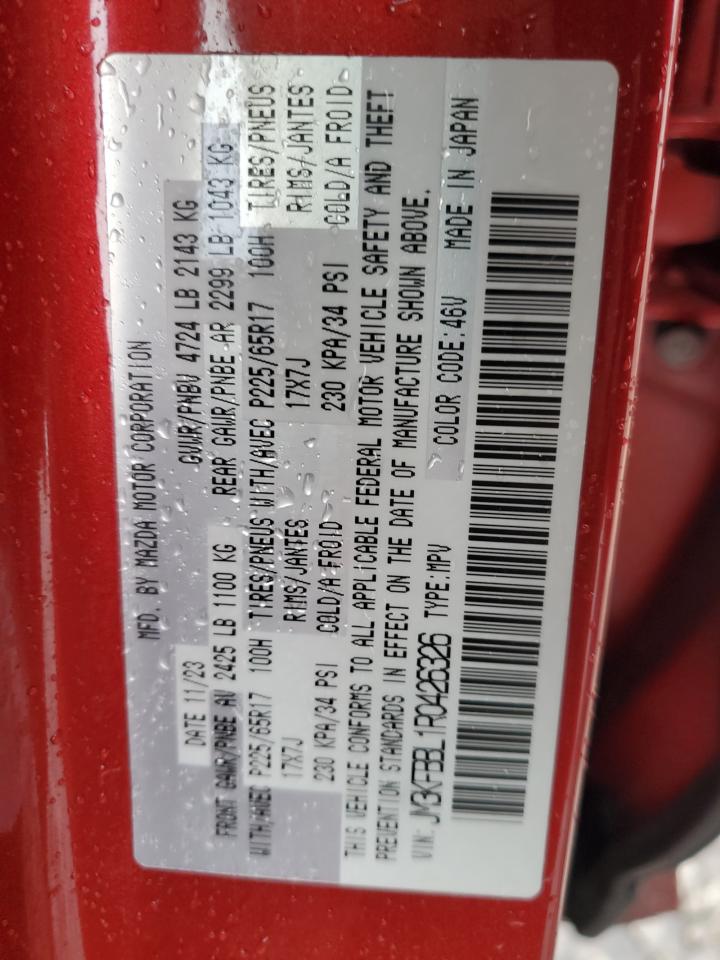 MFD. BY MAZDA MOTOR CORPORATION
DATE 11/23 GVWR/PNBV 4724 LB 2143 KG
FRONT GAWR/PNBE AV 2425 LB 1100 KG REAR GAWR/PNBE AR 2299 LB 1043 KG
WITH/AVEC P225/65R17 100H TIRES/PNEUS WITH/AVEC P225/65R17 100H TIRES/PNEUS
17X7J RIMS/JANTES 17X7J RIMS/JANTES
230 KPA/34 PSI COLD/A FROID 230 KPA/34 PSI COLD/A FROID
THIS VEHICLE CONFORMS TO ALL APPLICABLE FEDERAL MOTOR VEHICLE SAFETY AND THEFT
PREVENTION STANDARDS IN EFFECT ON THE DATE OF MANUFACTURE SHOWN ABOVE.
VIN: JM3KFBBL1R0426326 TYPE:MPV COLOR CODE:46V MADE IN JAPAN